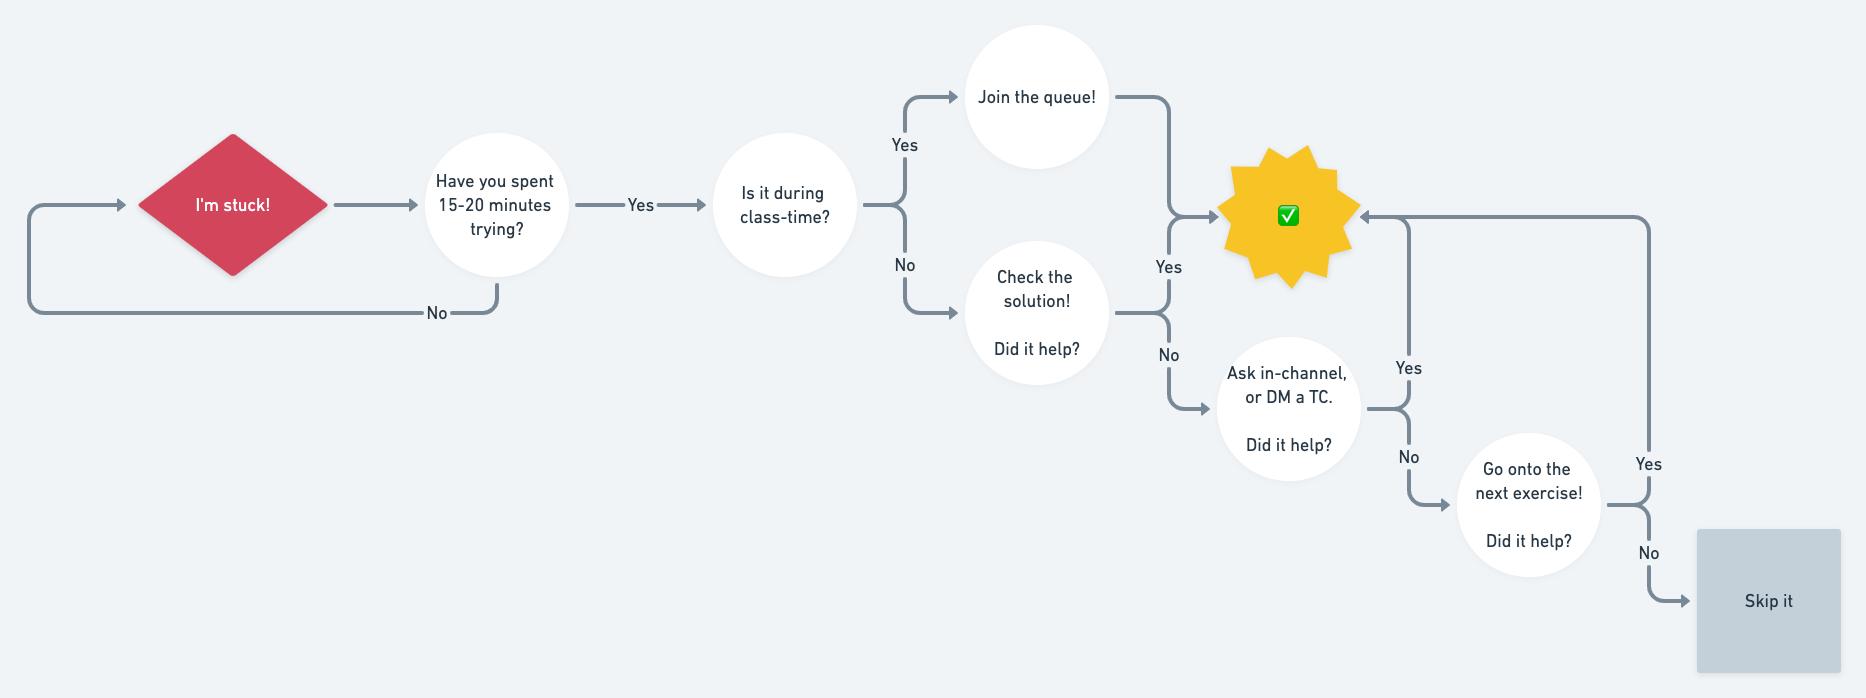 I'm stuck!
Have you spent
15-20 minutes
trying?
No
Yes
Is it during
class-time?
Yes
No
Join the queue!
Check the
solution!
Did it help?
Yes
No
✅
Ask in-channel,
or DM a TC.
Did it help?
Yes
No
Go onto the
next exercise!
Did it help?
Yes
No
Skip it